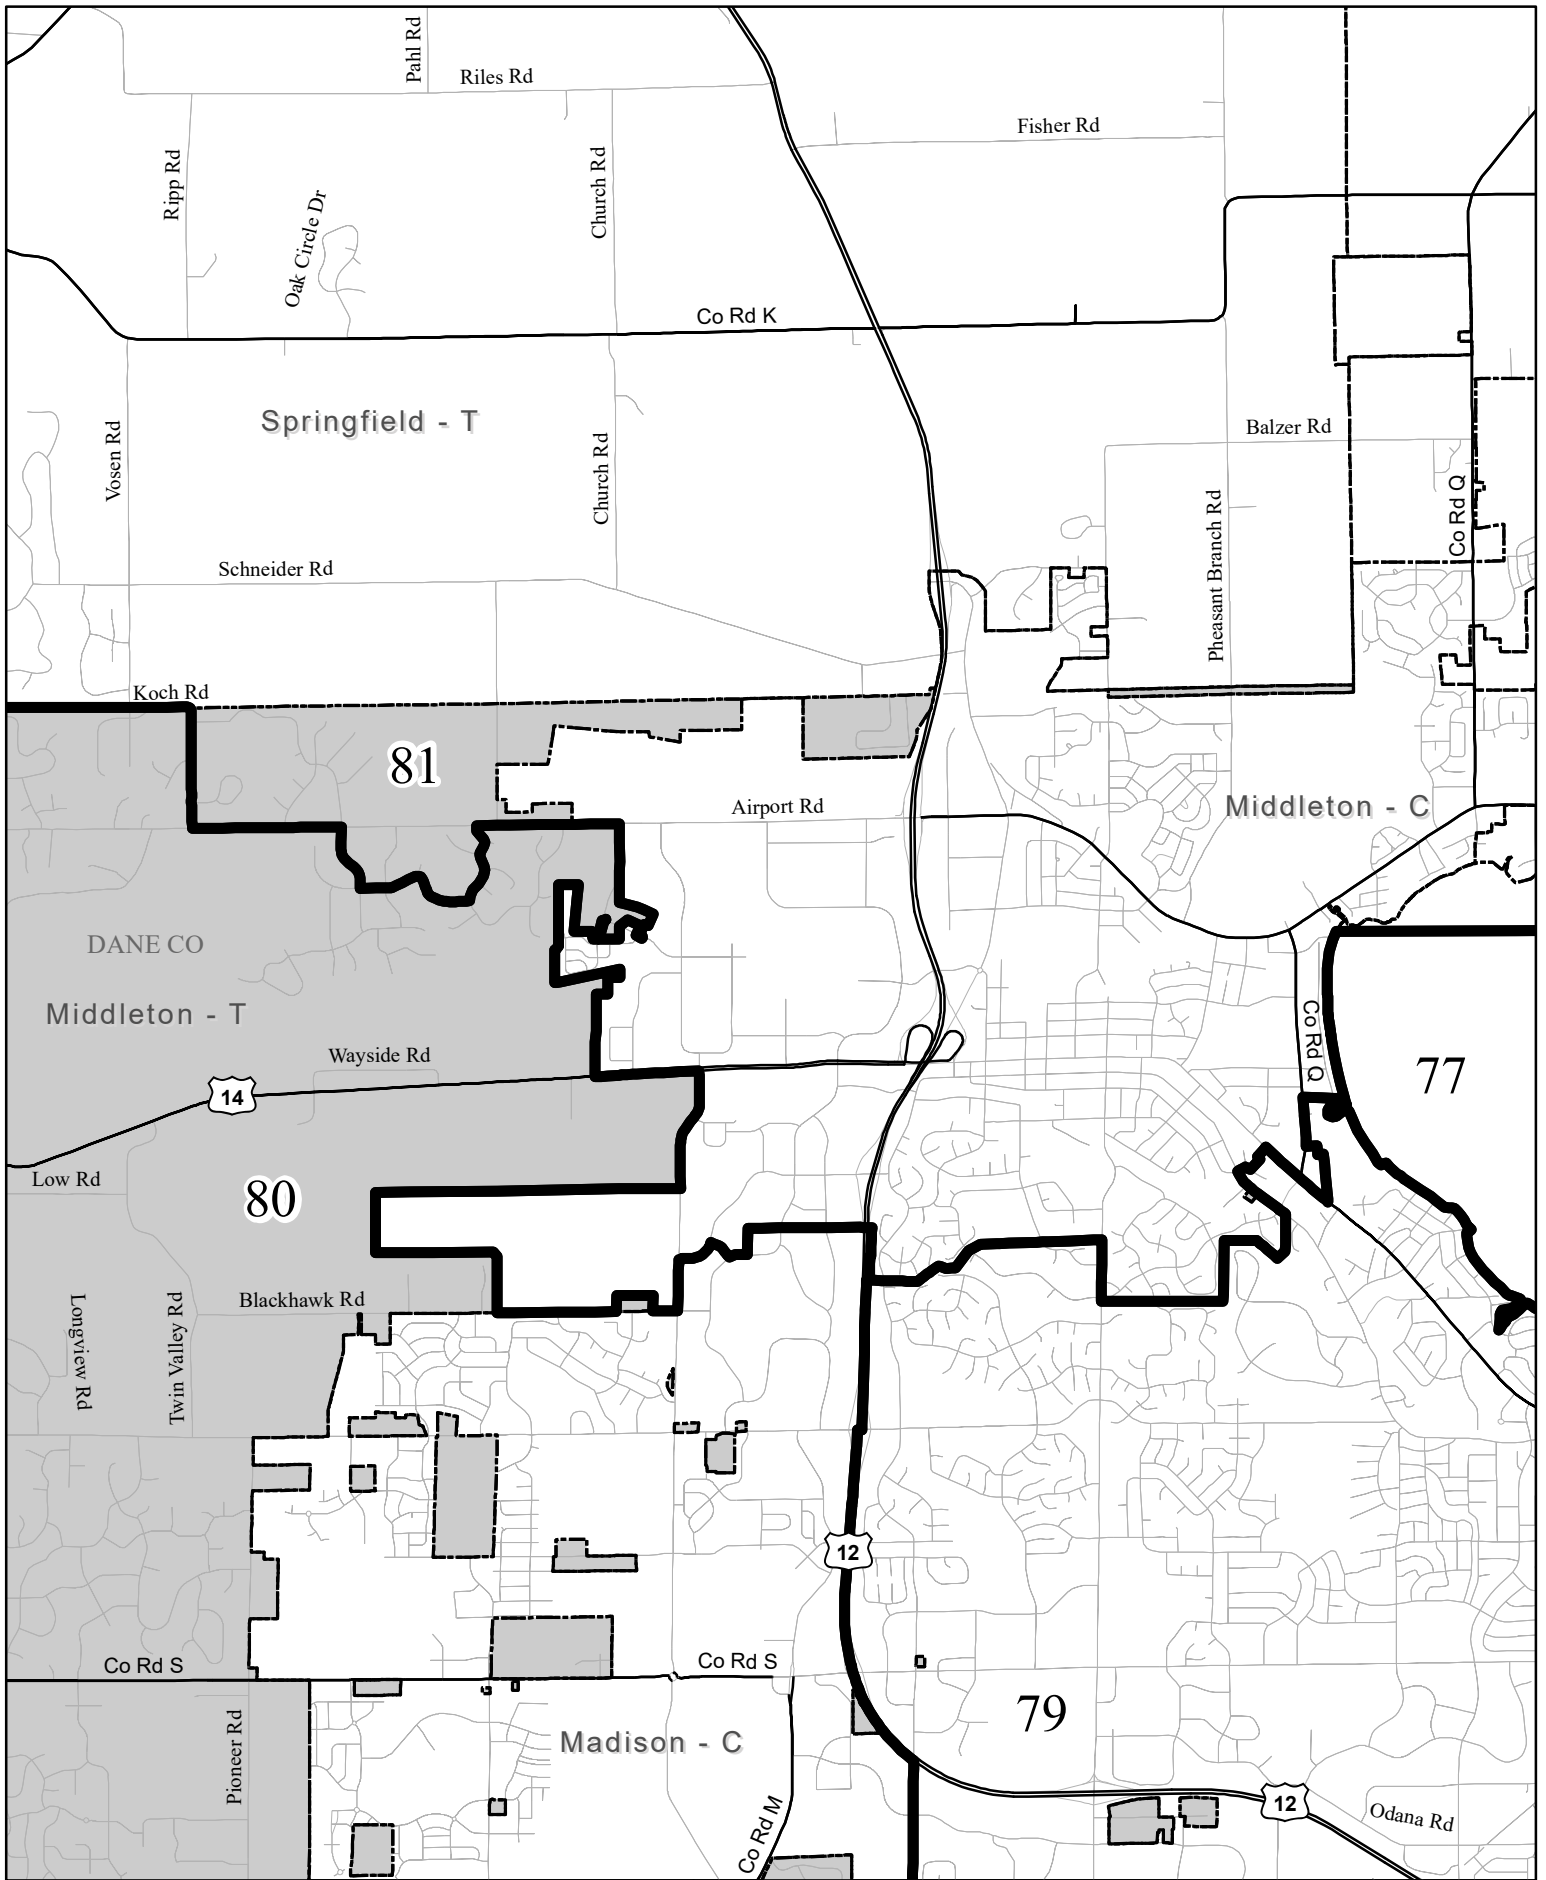 Pahl Rd
Riles Rd
Fisher Rd
Ripp Rd
Church Rd
Oak Circle Dr
Co Rd K
Springfield - T
Balzer Rd
Vosen Rd
Church Rd
Co Rd Q
Pheasant Branch Rd
Schneider Rd
Koch Rd
81
Airport Rd
Middleton - C
DANE CO
Middleton - T
Co Rd Q
Wayside Rd
77
14
Low Rd
80
Blackhawk Rd
Longview Rd
Twin Valley Rd
12
Co Rd S
Co Rd S
79
Pioneer Rd
Madison - C
Co Rd M
12
Odana Rd